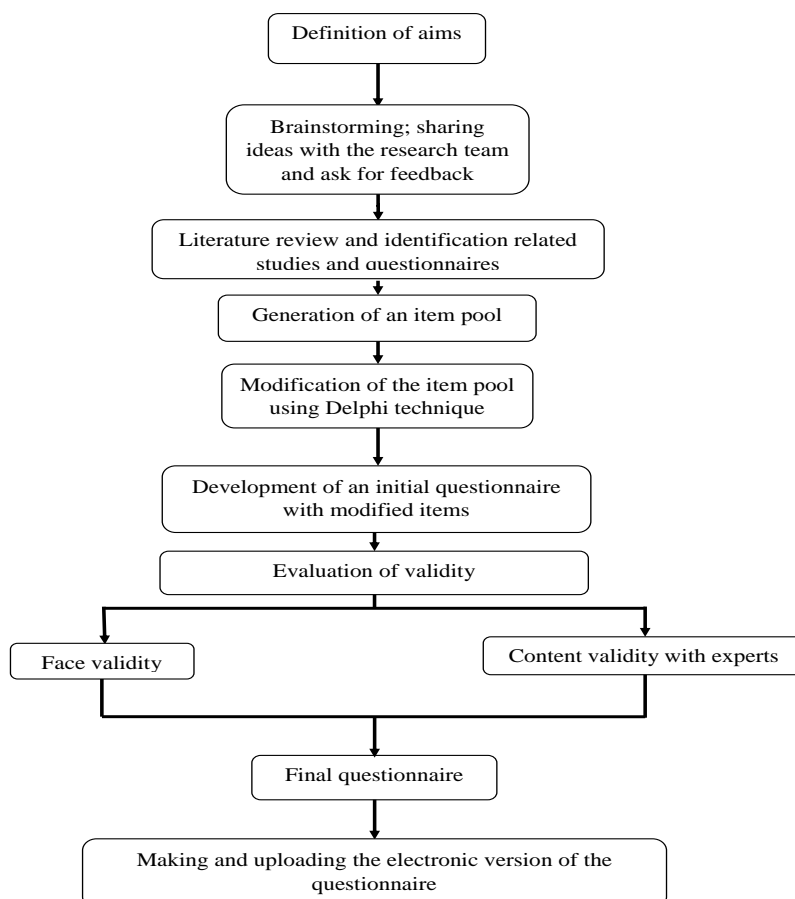 Definition of aims
Brainstorming; sharing
ideas with the research team
and ask for feedback
Literature review and identification related
studies and questionnaires
Generation of an item pool
Modification of the item pool
using Delphi technique
Development of an initial questionnaire
with modified items
Evaluation of validity
Face validity
Content validity with experts
Final questionnaire
Making and uploading the electronic version of the
questionnaire